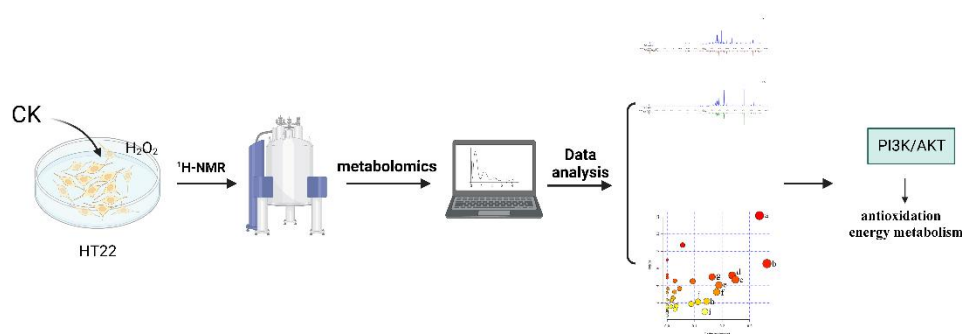 CK
H₂O₂
HT22
¹H-NMR
metabolomics
Data
analysis
a
b
d
c
g
e
f
h
j
PI3K/AKT
antioxidation
energy metabolism